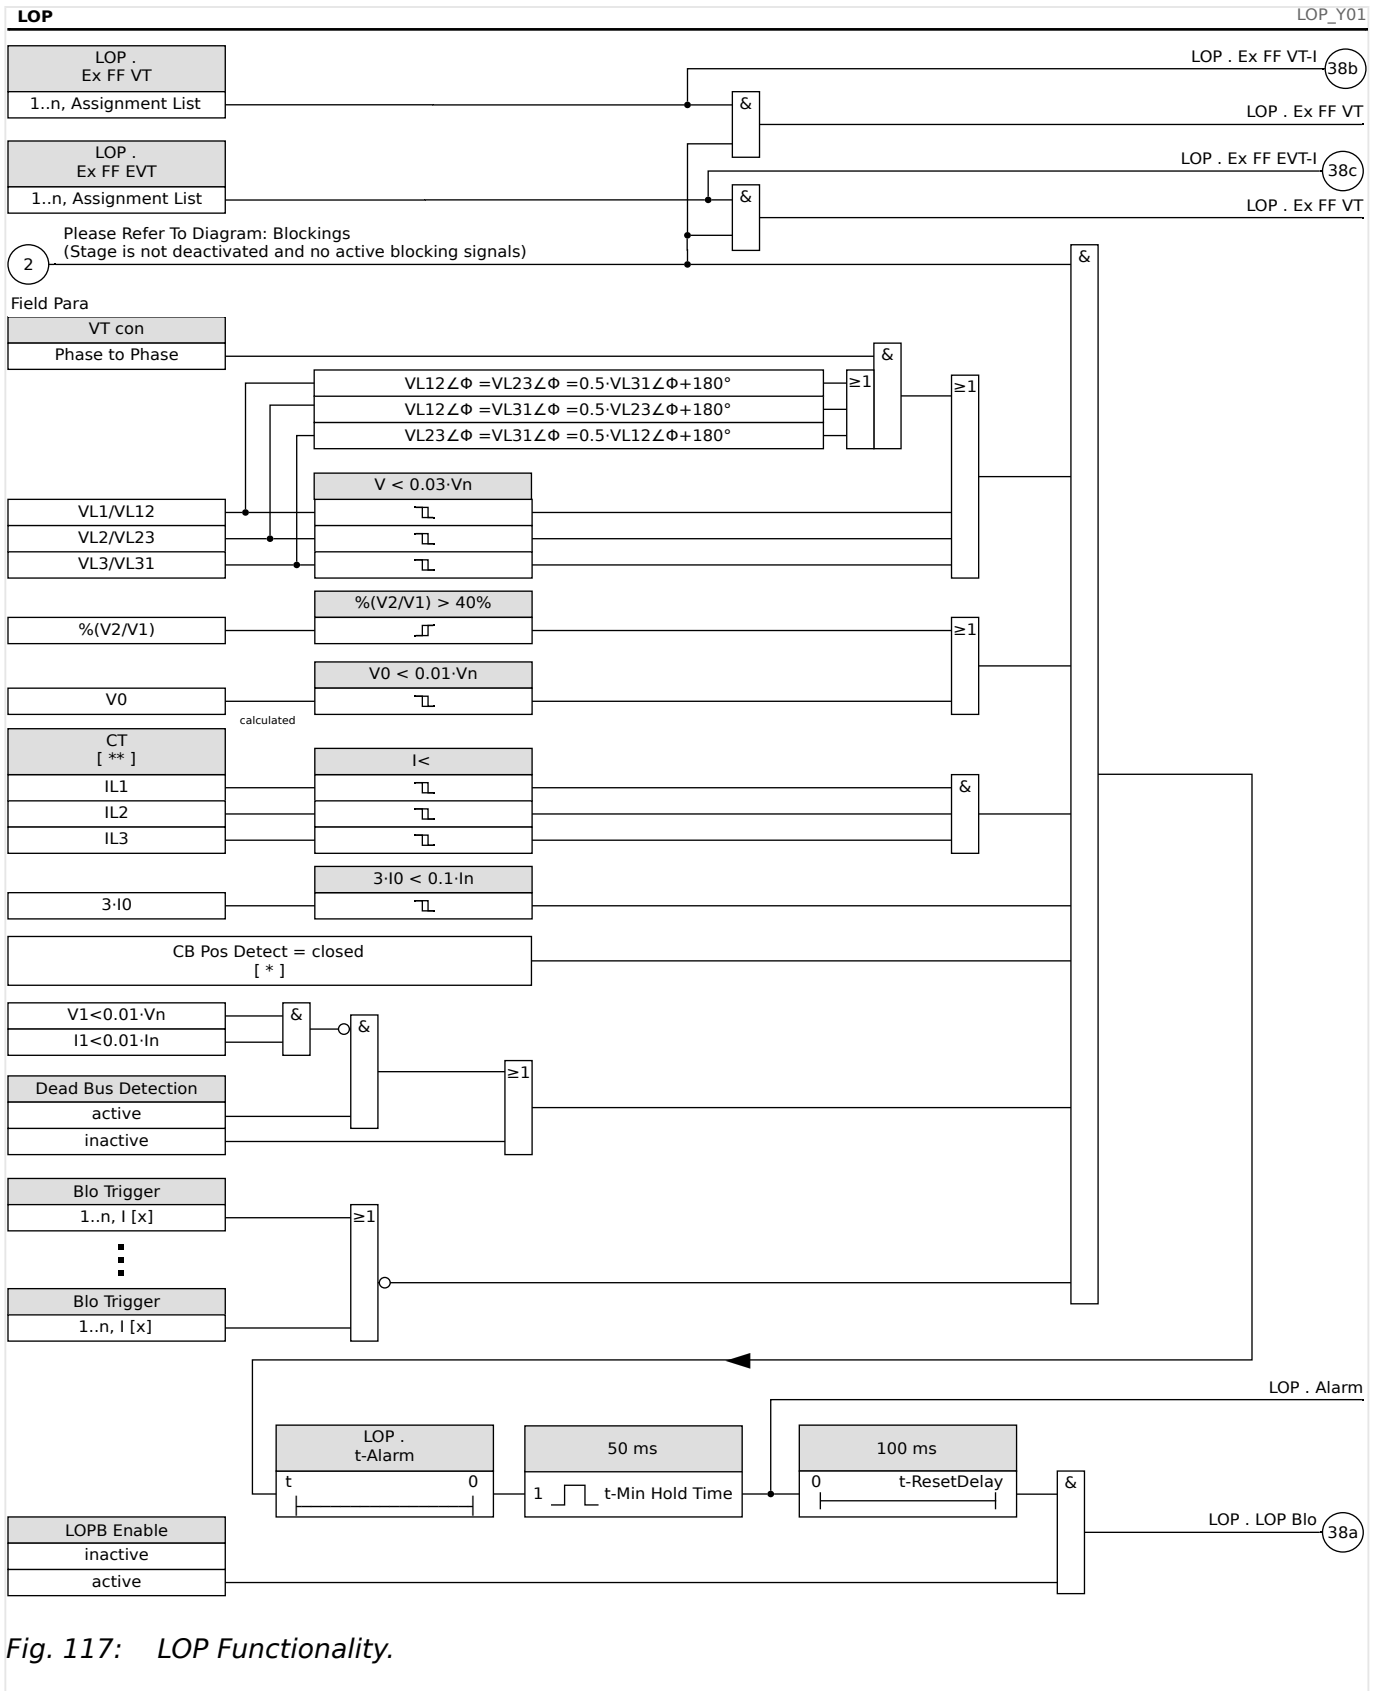 LOP
LOP_Y01
LOP .
Ex FF VT
1..n, Assignment List
LOP . Ex FF VT-I
38b
&
LOP . Ex FF VT
LOP .
Ex FF EVT
1..n, Assignment List
LOP . Ex FF EVT-I
38c
&
LOP . Ex FF VT
Please Refer To Diagram: Blockings
(Stage is not deactivated and no active blocking signals)
2
&
Field Para
VT con
Phase to Phase
&
VL12∠Φ =VL23∠Φ =0.5·VL31∠Φ+180°
VL12∠Φ =VL31∠Φ =0.5·VL23∠Φ+180°
VL23∠Φ =VL31∠Φ =0.5·VL12∠Φ+180°
≥1
≥1
V < 0.03·Vn
VL1/VL12
VL2/VL23
VL3/VL31
%(V2/V1) > 40%
%(V2/V1)
≥1
V0 < 0.01·Vn
V0
calculated
CT
[ ** ]
I<
IL1
IL2
IL3
&
3·I0 < 0.1·In
3·I0
CB Pos Detect = closed
[ * ]
V1<0.01·Vn
I1<0.01·In
&
&
≥1
Dead Bus Detection
active
inactive
Blo Trigger
1..n, I [x]
≥1
Blo Trigger
1..n, I [x]
LOP . Alarm
LOP .
t-Alarm
t 0
50 ms
1 t-Min Hold Time
100 ms
0 t-ResetDelay
&
LOP . LOP Blo
38a
LOPB Enable
inactive
active
Fig. 117: LOP Functionality.